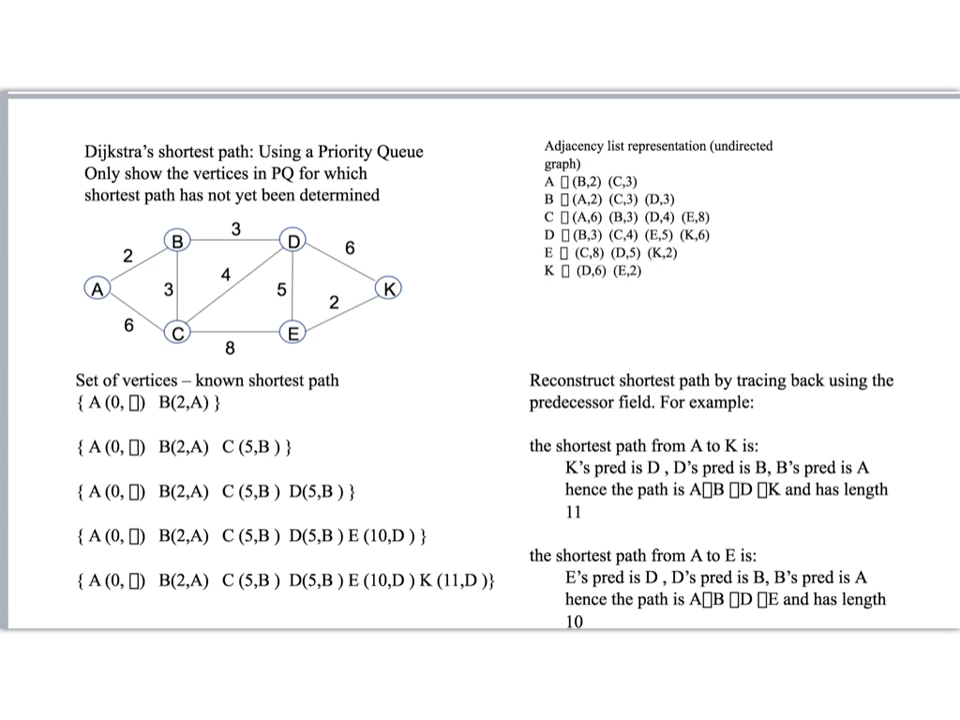 Dijkstra's shortest path: Using a Priority Queue
Only show the vertices in PQ for which
shortest path has not yet been determined
3
B
D
2
6
4
A
3
5
K
2
6
C
E
8
Set of vertices – known shortest path
{ A (0, ▯) B(2,A) }
{ A (0, ▯) B(2,A) C (5,B ) }
{ A (0, ▯) B(2,A) C (5,B ) D(5,B ) }
{ A (0, ▯) B(2,A) C (5,B ) D(5,B ) E (10,D ) }
{ A (0, ▯) B(2,A) C (5,B ) D(5,B ) E (10,D ) K (11,D )}
Adjacency list representation (undirected
graph)
A ▯ (B,2) (C,3)
B ▯ (A,2) (C,3) (D,3)
C ▯ (A,6) (B,3) (D,4) (E,8)
D ▯ (B,3) (C,4) (E,5) (K,6)
E ▯ (C,8) (D,5) (K,2)
K ▯ (D,6) (E,2)
Reconstruct shortest path by tracing back using the
predecessor field. For example:
the shortest path from A to K is:
K's pred is D , D's pred is B, B's pred is A
hence the path is A▯B ▯D ▯K and has length
11
the shortest path from A to E is:
E's pred is D , D's pred is B, B's pred is A
hence the path is A▯B ▯D ▯E and has length
10